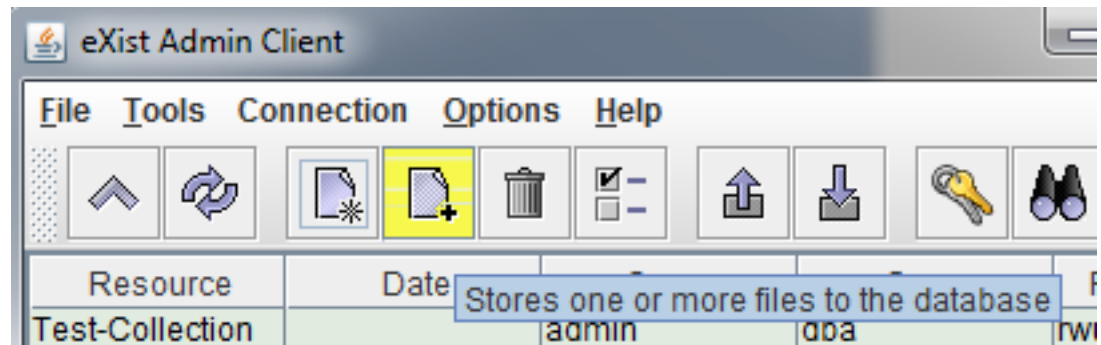 eXist Admin Client
File Tools Connection Options Help
Resource Date
Stores one or more files to the database
Test-Collection admin dba